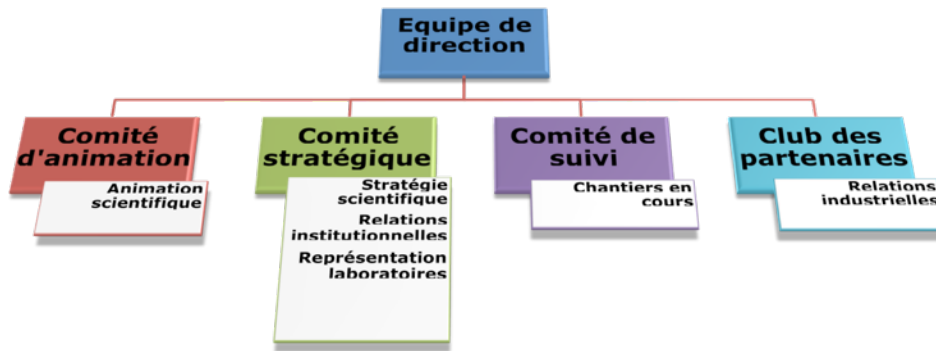 Equipe de
direction
Comité
d'animation
Animation
scientifique
Comité
stratégique
Stratégie
scientifique
Relations
institutionnelles
Représentation
laboratoires
Comité de
suivi
Chantiers en
cours
Club des
partenaires
Relations
industrielles